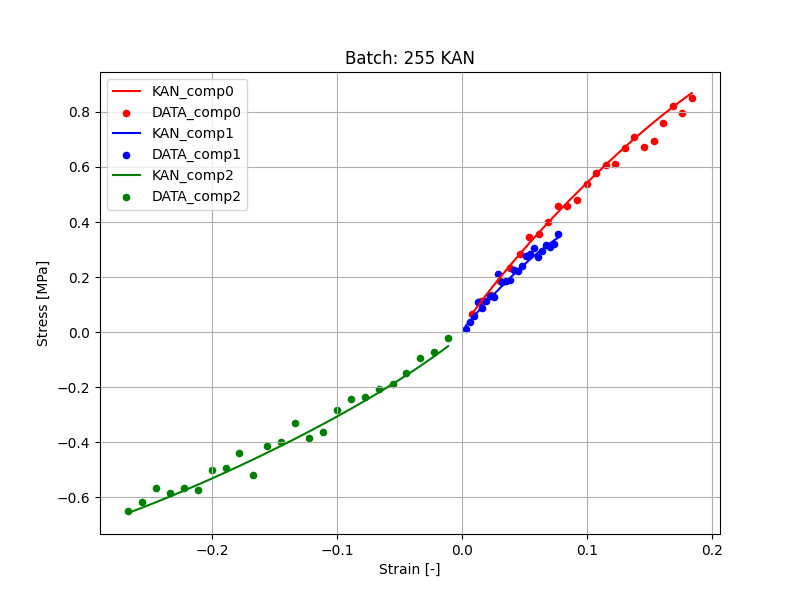 Batch: 255 KAN
KAN_comp0
DATA_comp0
KAN_comp1
DATA_comp1
KAN_comp2
DATA_comp2
0.8
0.6
0.4
0.2
0.0
−0.2
−0.4
−0.6
Stress [MPa]
−0.2
−0.1
0.0
0.1
0.2
Strain [-]